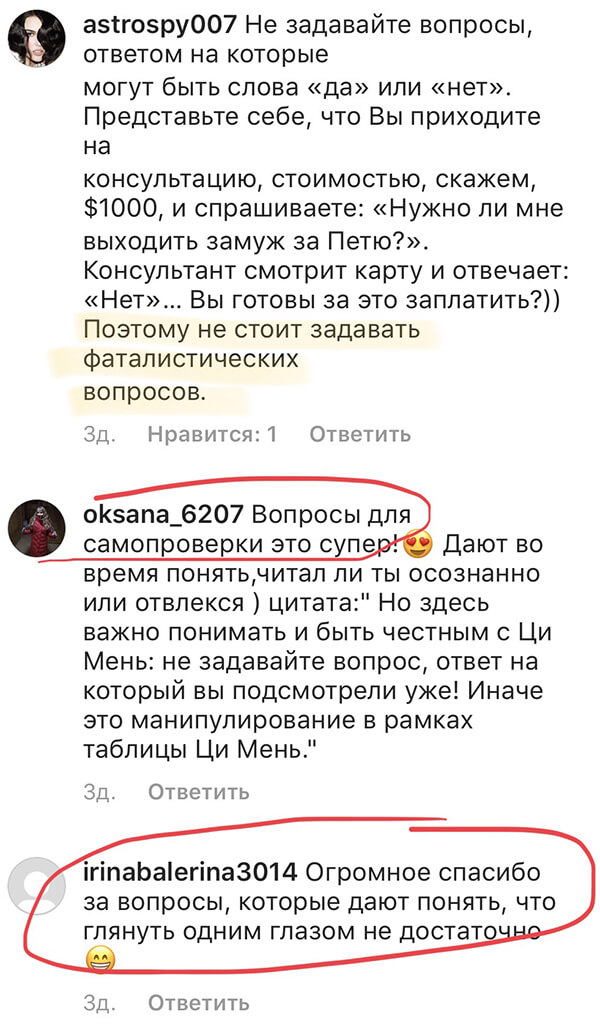 astrospy007 Не задавайте вопросы,
ответом на которые
могут быть слова «да» или «нет».
Представьте себе, что Вы приходите
на
консультацию, стоимостью, скажем,
$1000, и спрашиваете: «Нужно ли мне
выходить замуж за Петю?».
Консультант смотрит карту и отвечает:
«Нет»... Вы готовы за это заплатить?))
Поэтому не стоит задавать
фаталистических
вопросов.
3д. Нравится: 1 Ответить
oksana_6207 Вопросы для
самопроверки это супер!😍 Дают во
время понять,читал ли ты осознанно
или отвлекся ) цитата:" Но здесь
важно понимать и быть честным с Ци
Мень: не задавайте вопрос, ответ на
который вы подсмотрели уже! Иначе
это манипулирование в рамках
таблицы Ци Мень."
3д. Ответить
irinabalerina3014 Огромное спасибо
за вопросы, которые дают понять, что
глянуть одним глазом не достаточно
😁
3д. Ответить